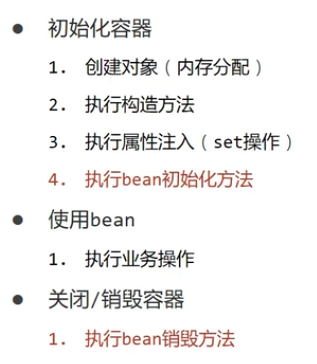 ● 初始化容器
1. 创建对象（内存分配）
2. 执行构造方法
3. 执行属性注入（set操作）
4. 执行bean初始化方法
● 使用bean
1. 执行业务操作
● 关闭/销毁容器
1. 执行bean销毁方法